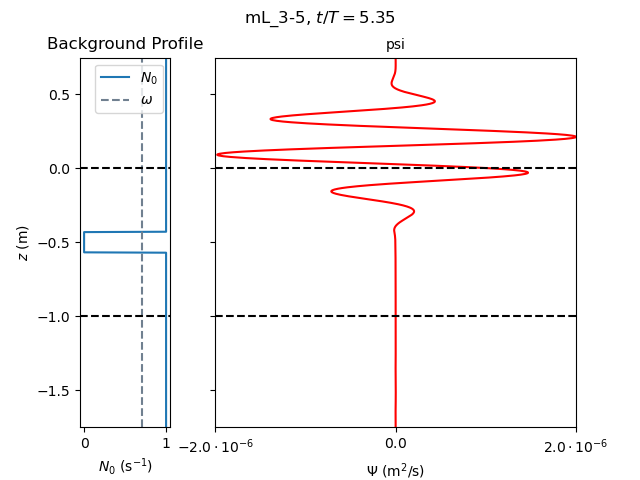 mL_3-5, t/T = 5.35
Background Profile
psi
N₀
ω
0.5
0.0
−0.5
−1.0
−1.5
z (m)
0
1
−2.0·10⁻⁶
0.0
2.0·10⁻⁶
N₀ (s⁻¹)
Ψ (m²/s)